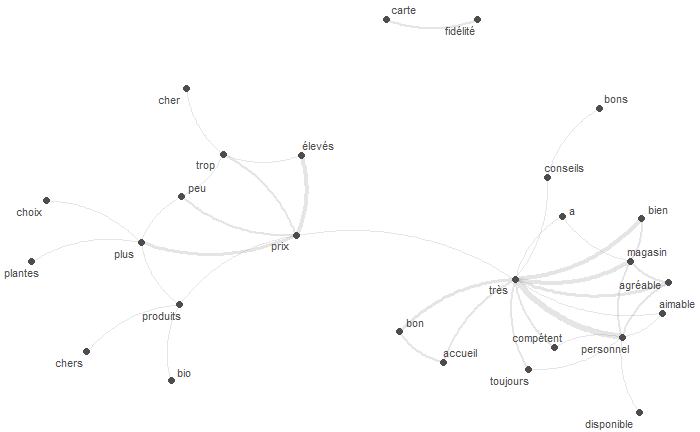 carte
fidélité
cher
bons
élevés
trop
conseils
peu
choix
a
bien
plus
prix
magasin
plantes
agréable
très
aimable
produits
bon
compétent
personnel
accueil
chers
bio
toujours
disponible